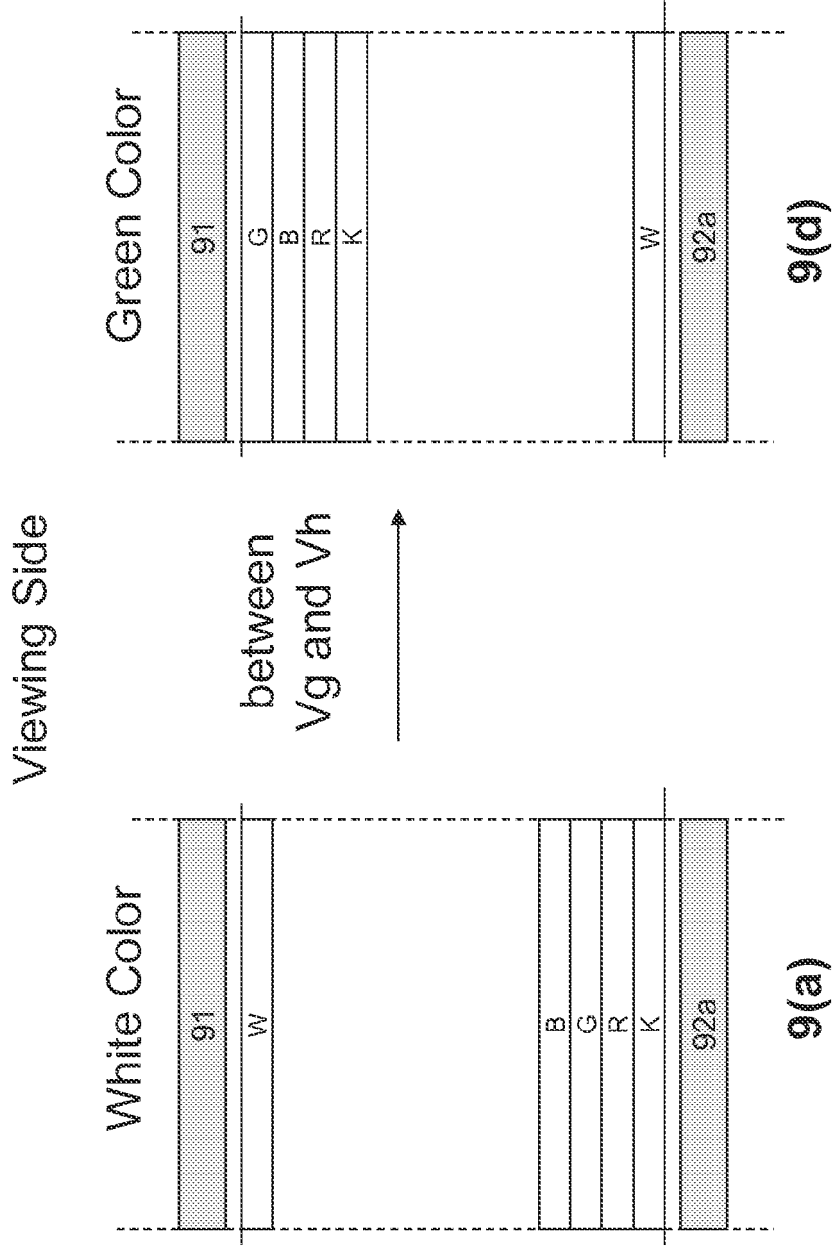 Viewing Side
White Color
91
W
B
G
R
K
92a
9(a)
between
Vg and Vh
Green Color
91
G
B
R
K
W
92a
9(d)